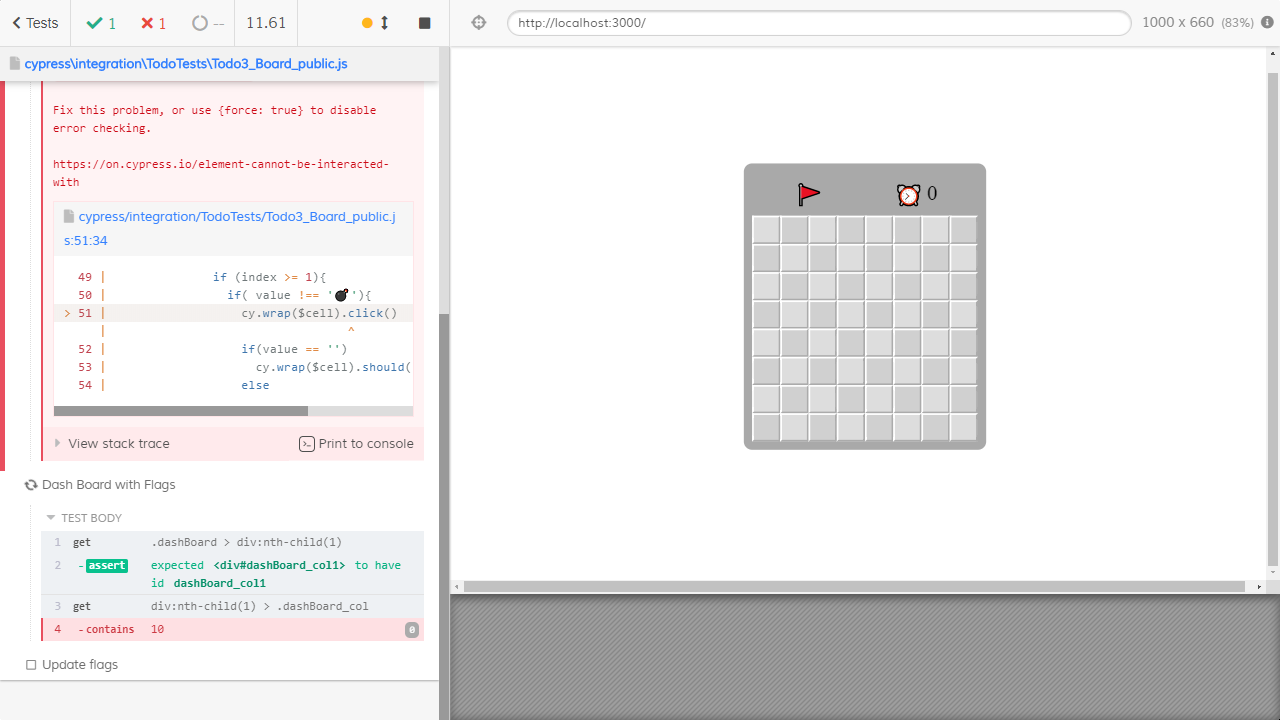 Tests
1
1
--
11.61
http://localhost:3000/
1000 x 660 (83%)
cypress\integration\TodoTests\Todo3_Board_public.js
Fix this problem, or use {force: true} to disable
error checking.
https://on.cypress.io/element-cannot-be-interacted-
with
cypress/integration/TodoTests/Todo3_Board_public.j
s:51:34
49 | if (index >= 1){
50 | if( value !== '💣'){
> 51 | cy.wrap($cell).click()
| ^
52 | if(value == '')
53 | cy.wrap($cell).should(
54 | else
View stack trace
Print to console
Dash Board with Flags
TEST BODY
1 get .dashBoard > div:nth-child(1)
2 -assert expected <div#dashBoard_col1> to have
id dashBoard_col1
3 get div:nth-child(1) > .dashBoard_col
4 -contains 10 0
Update flags
0